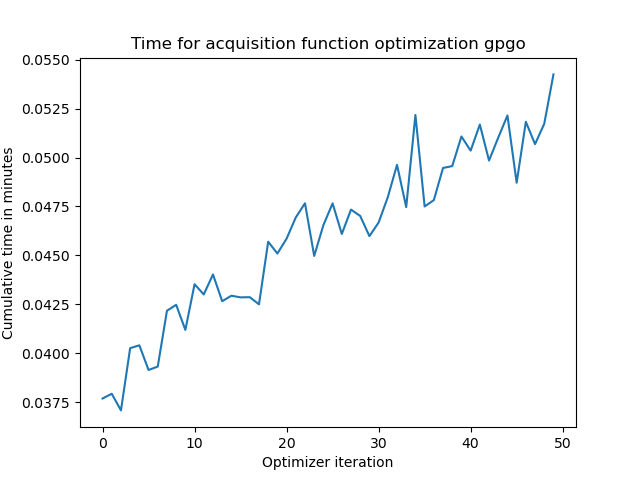 Time for acquisition function optimization gpgo
Cumulative time in minutes
0.0550
0.0525
0.0500
0.0475
0.0450
0.0425
0.0400
0.0375
0 10 20 30 40 50
Optimizer iteration